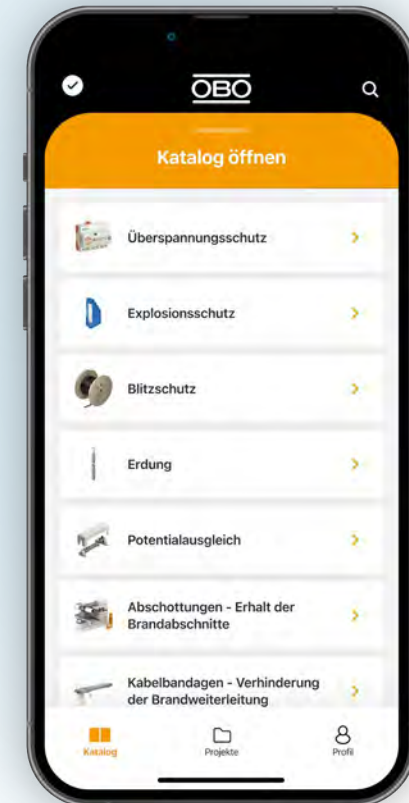 OBO
Katalog öffnen
Überspannungsschutz
Explosionsschutz
Blitzschutz
Erdung
Potentialausgleich
Abschottungen - Erhalt der
Brandabschnitte
Kabelbandagen - Verhinderung
der Brandweiterleitung
Katalog
Projekte
Profil